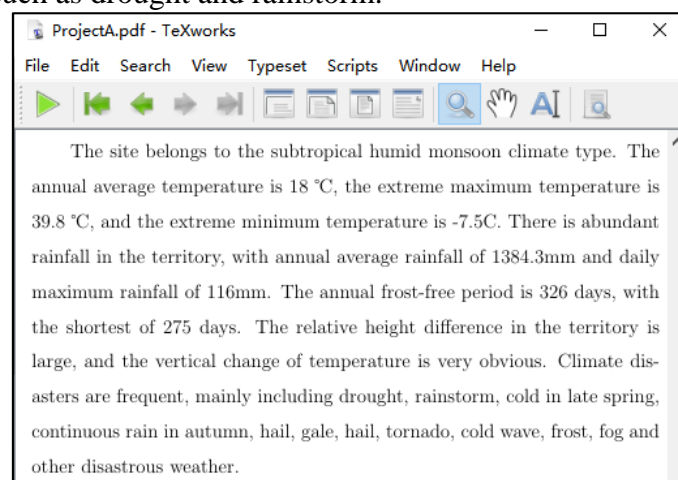 such as drought and rainstorm.
ProjectA.pdf - TeXworks
File Edit Search View Typeset Scripts Window Help
The site belongs to the subtropical humid monsoon climate type. The
annual average temperature is 18 ℃, the extreme maximum temperature is
39.8 ℃, and the extreme minimum temperature is -7.5C. There is abundant
rainfall in the territory, with annual average rainfall of 1384.3mm and daily
maximum rainfall of 116mm. The annual frost-free period is 326 days, with
the shortest of 275 days. The relative height difference in the territory is
large, and the vertical change of temperature is very obvious. Climate dis-
asters are frequent, mainly including drought, rainstorm, cold in late spring,
continuous rain in autumn, hail, gale, hail, tornado, cold wave, frost, fog and
other disastrous weather.